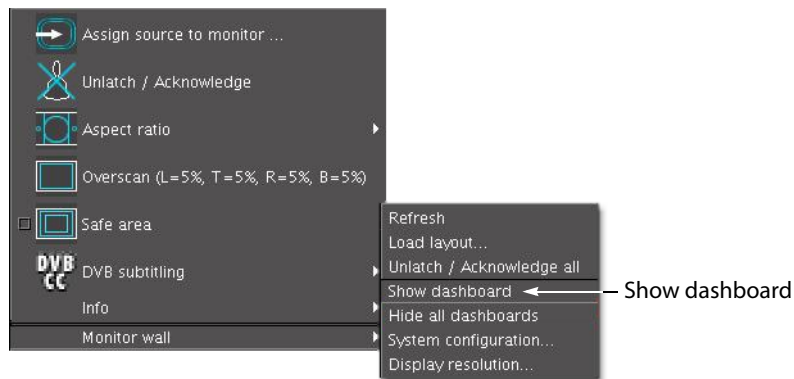 Assign source to monitor ...
Unlatch / Acknowledge
Aspect ratio
Overscan (L=5%, T=5%, R=5%, B=5%)
Safe area
DVB CC DVB subtitling
Info
Monitor wall
Refresh
Load layout...
Unlatch / Acknowledge all
Show dashboard
Hide all dashboards
System configuration...
Display resolution...
Show dashboard